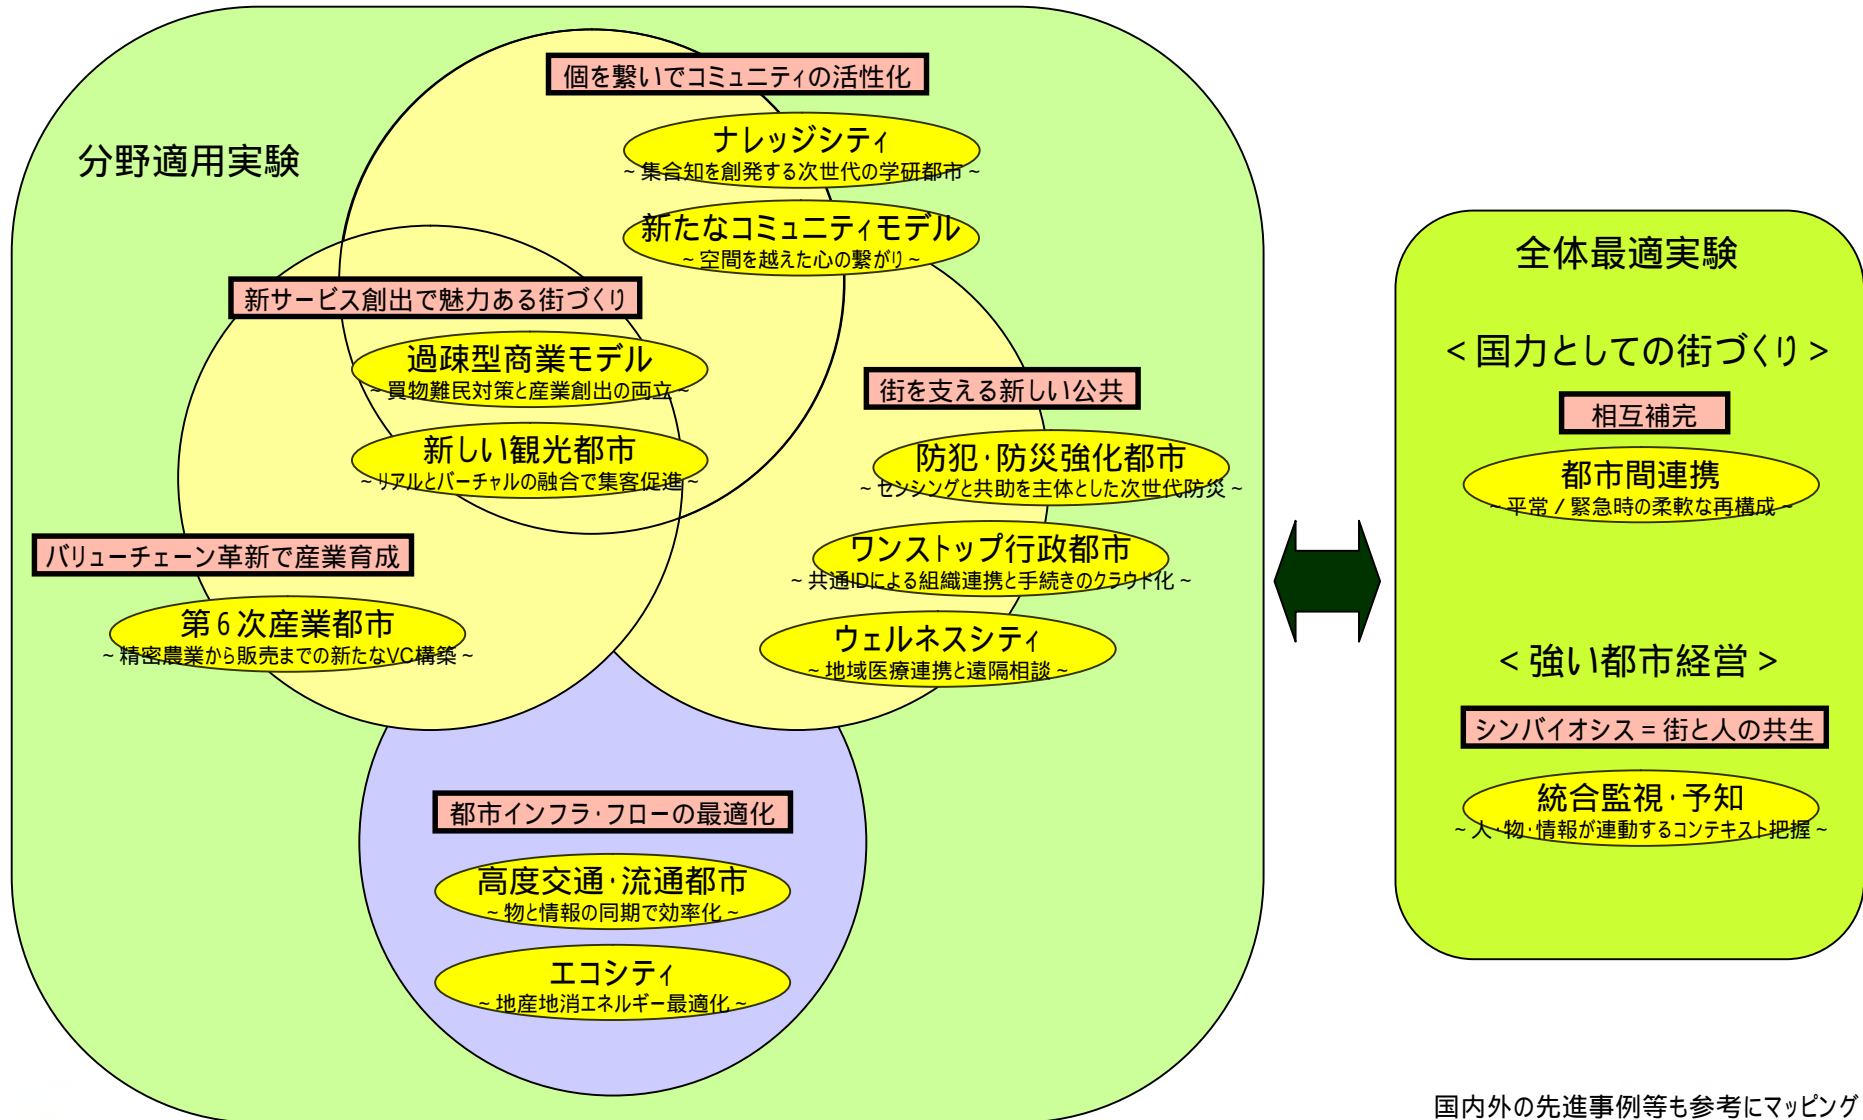 分野適用実験
個を繋いでコミュニティの活性化
ナレッジシティ
~ 集合知を創発する次世代の学研都市 ~
新たなコミュニティモデル
~ 空間を越えた心の繋がり ~
新サービス創出で魅力ある街づくり
過疎型商業モデル
~ 買物難民対策と産業創出の両立 ~
新しい観光都市
~ リアルとバーチャルの融合で集客促進 ~
街を支える新しい公共
防犯・防災強化都市
~ センシングと共助を主体とした次世代防災 ~
ワンストップ行政都市
~ 共通IDによる組織連携と手続きのクラウド化 ~
ウェルネスシティ
~ 地域医療連携と遠隔相談 ~
バリューチェーン革新で産業育成
第6次産業都市
~ 精密農業から販売までの新たなVC構築 ~
都市インフラ・フローの最適化
高度交通・流通都市
~ 物と情報の同期で効率化 ~
エコシティ
~ 地産地消エネルギー最適化 ~
全体最適実験
< 国力としての街づくり >
相互補完
都市間連携
~ 平常 / 緊急時の柔軟な再構成 ~
< 強い都市経営 >
シンバイオシス = 街と人の共生
統合監視・予知
~ 人・物・情報が連動するコンテキスト把握 ~
国内外の先進事例等も参考にマッピング